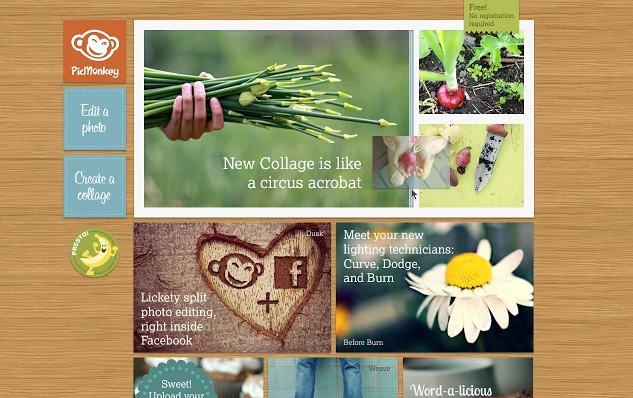 Free!
No registration
required
PicMonkey
Edit a
photo
Create a
collage
PRESTO!
New Collage is like
a circus acrobat
Dusk
Lickety split
photo editing,
right inside
Facebook
f
+
Meet your new
lighting technicians:
Curve, Dodge,
and Burn
Before Burn
Sweet!
Upload your
Weave
Word-a-licious